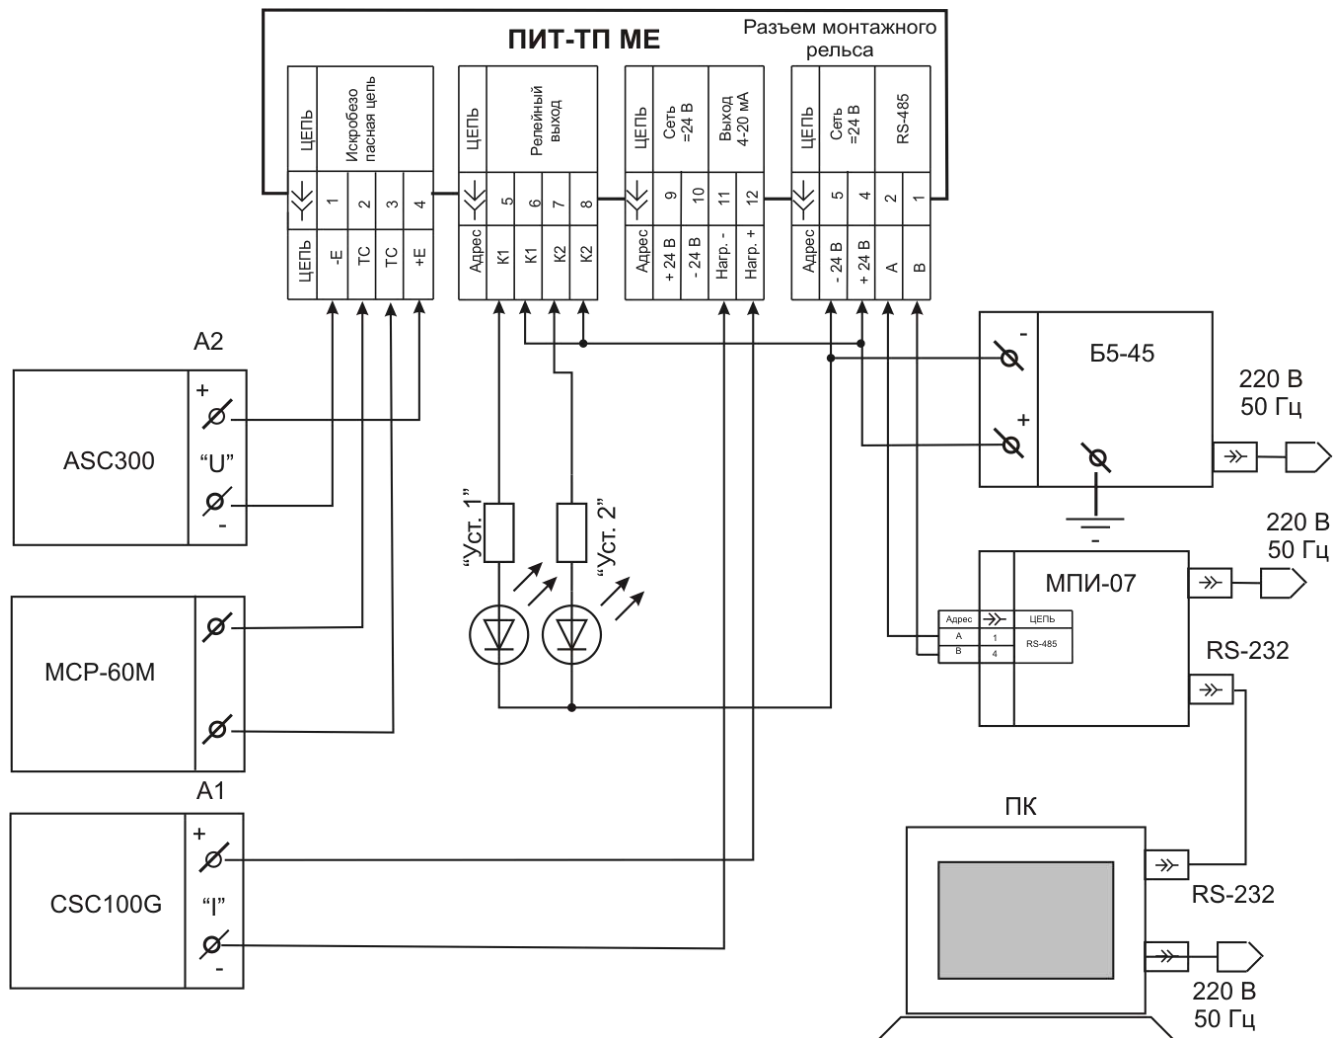 ПИТ-ТП МЕ
Разъем монтажного
рельса
ЦЕПЬ
Искробезо
пасная цепь
1
2
3
4
ЦЕПЬ
-Е
ТС
ТС
+Е
ЦЕПЬ
Релейный
выход
5
6
7
8
Адрес
К1
К1
К2
К2
ЦЕПЬ
Сеть
=24 В
Выход
4-20 мА
9
10
11
12
Адрес
+ 24 В
- 24 В
Нагр. -
Нагр. +
ЦЕПЬ
Сеть
=24 В
RS-485
5
4
2
1
Адрес
- 24 В
+ 24 В
А
В
А2
ASC300
+
“U”
-
МСР-60М
А1
CSC100G
+
“I”
-
“Уст. 1”
“Уст. 2”
-
+
Б5-45
220 В
50 Гц
-
220 В
50 Гц
МПИ-07
Адрес
ЦЕПЬ
А
1
RS-485
В
4
RS-232
ПК
RS-232
220 В
50 Гц